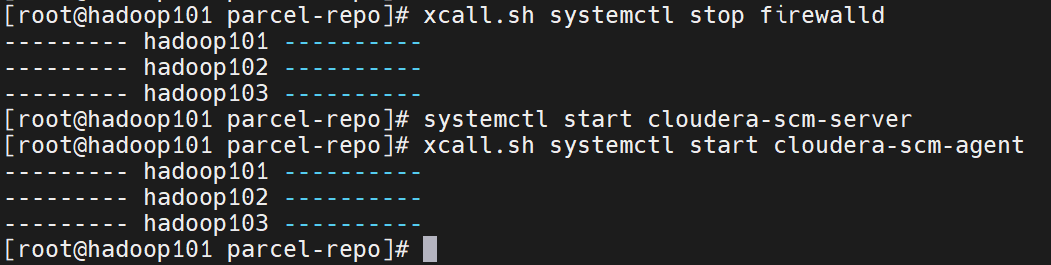 [root@hadoop101 parcel-repo]# xcall.sh systemctl stop firewalld
--------- hadoop101 ----------
--------- hadoop102 ----------
--------- hadoop103 ----------
[root@hadoop101 parcel-repo]# systemctl start cloudera-scm-server
[root@hadoop101 parcel-repo]# xcall.sh systemctl start cloudera-scm-agent
--------- hadoop101 ----------
--------- hadoop102 ----------
--------- hadoop103 ----------
[root@hadoop101 parcel-repo]#